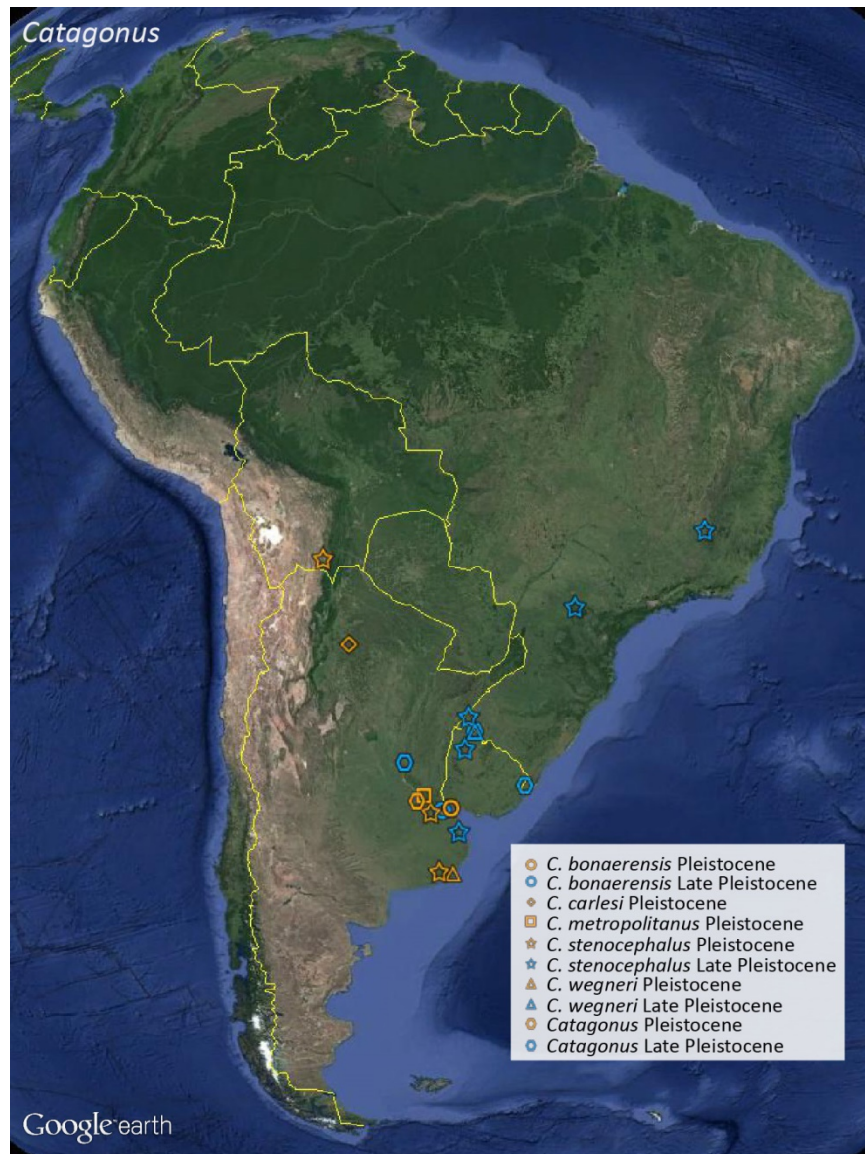 Catagonus
C. bonaerensis Pleistocene
C. bonaerensis Late Pleistocene
C. carlesi Pleistocene
C. metropolitanus Pleistocene
C. stenocephalus Pleistocene
C. stenocephalus Late Pleistocene
C. wegneri Pleistocene
C. wegneri Late Pleistocene
Catagonus Pleistocene
Catagonus Late Pleistocene
Google earth